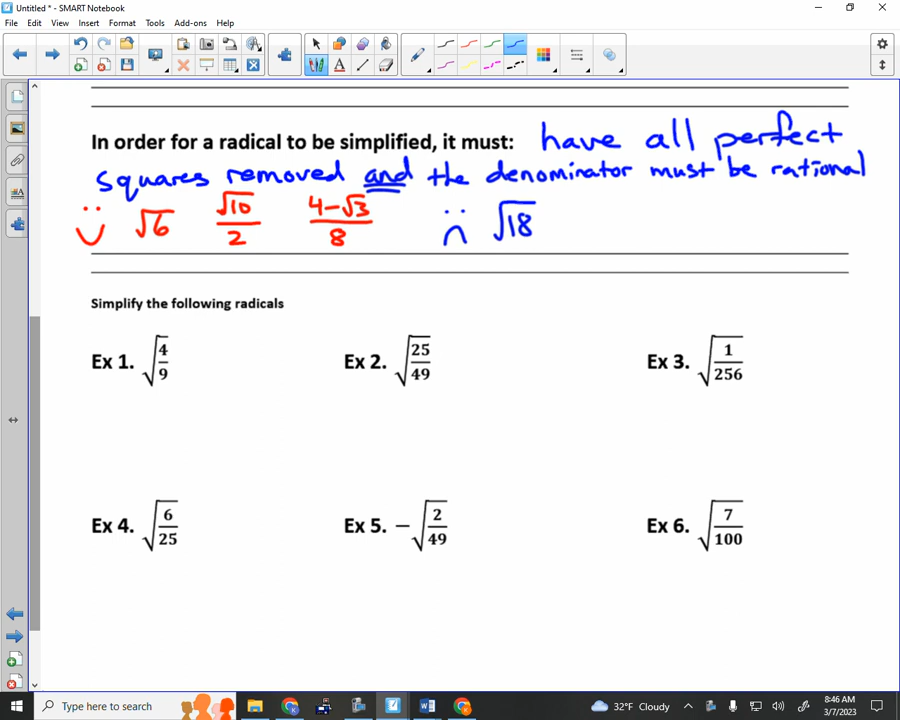 Untitled * - SMART Notebook
File Edit View Insert Format Tools Add-ons Help
In order for a radical to be simplified, it must: have all perfect
squares removed and the denominator must be rational
√6 √10/2 4-√3/8 √18
Simplify the following radicals
Ex 1. √4/9 Ex 2. √25/49 Ex 3. √1/256
Ex 4. √6/25 Ex 5. -√2/49 Ex 6. √7/100
Type here to search
32°F Cloudy
8:46 AM
3/7/2023